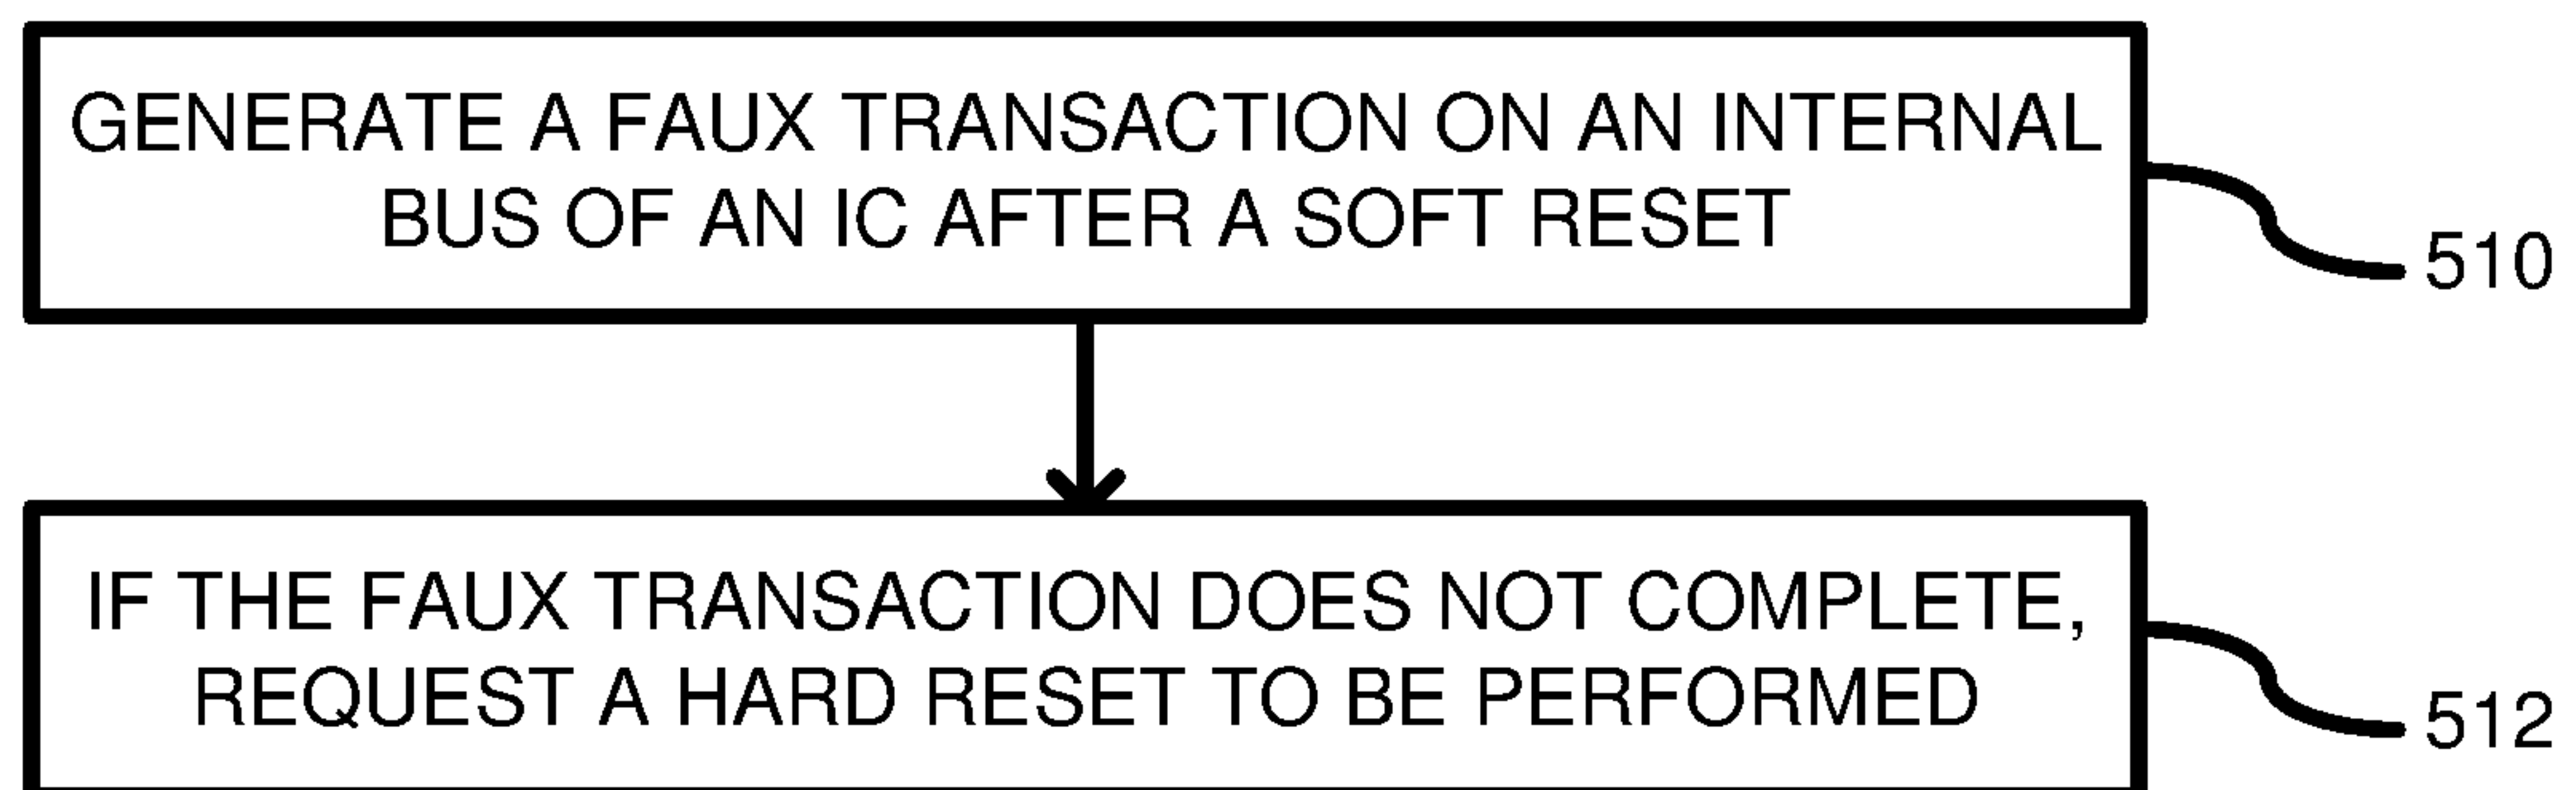 GENERATE A FAUX TRANSACTION ON AN INTERNAL
BUS OF AN IC AFTER A SOFT RESET
510
IF THE FAUX TRANSACTION DOES NOT COMPLETE,
REQUEST A HARD RESET TO BE PERFORMED
512